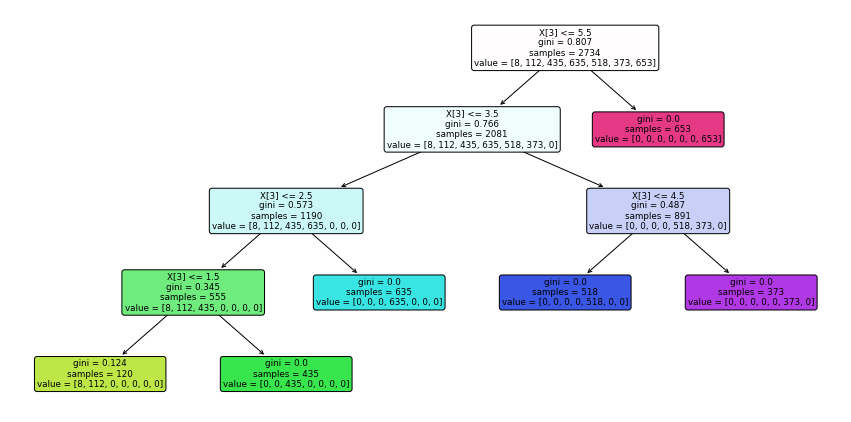 X[3] <= 5.5
gini = 0.807
samples = 2734
value = [8, 112, 435, 635, 518, 373, 653]
X[3] <= 3.5
gini = 0.766
samples = 2081
value = [8, 112, 435, 635, 518, 373, 0]
gini = 0.0
samples = 653
value = [0, 0, 0, 0, 0, 0, 653]
X[3] <= 2.5
gini = 0.573
samples = 1190
value = [8, 112, 435, 635, 0, 0, 0]
X[3] <= 4.5
gini = 0.487
samples = 891
value = [0, 0, 0, 0, 518, 373, 0]
X[3] <= 1.5
gini = 0.345
samples = 555
value = [8, 112, 435, 0, 0, 0, 0]
gini = 0.0
samples = 635
value = [0, 0, 0, 635, 0, 0, 0]
gini = 0.0
samples = 518
value = [0, 0, 0, 0, 518, 0, 0]
gini = 0.0
samples = 373
value = [0, 0, 0, 0, 0, 373, 0]
gini = 0.124
samples = 120
value = [8, 112, 0, 0, 0, 0, 0]
gini = 0.0
samples = 435
value = [0, 0, 435, 0, 0, 0, 0]